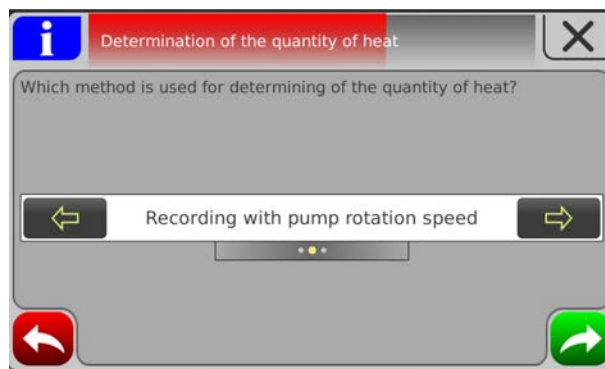 i
Determination of the quantity of heat
Which method is used for determining of the quantity of heat?
Recording with pump rotation speed